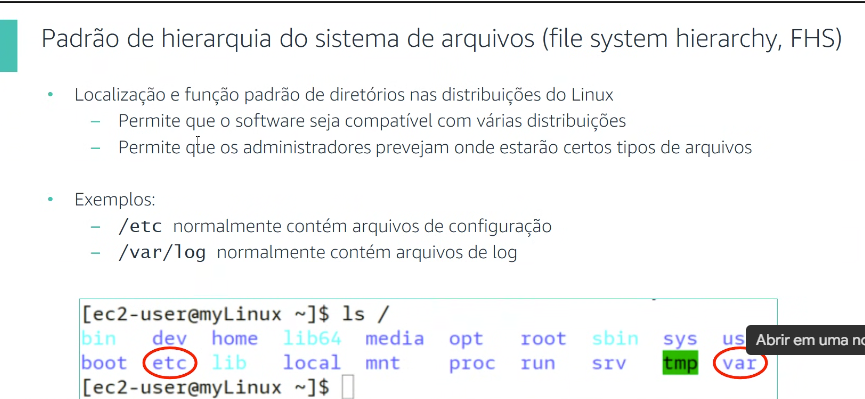 Padrão de hierarquia do sistema de arquivos (file system hierarchy, FHS)
• Localização e função padrão de diretórios nas distribuições do Linux
– Permite que o software seja compatível com várias distribuições
– Permite que os administradores prevejam onde estarão certos tipos de arquivos
• Exemplos:
– /etc normalmente contém arquivos de configuração
– /var/log normalmente contém arquivos de log
[ec2-user@myLinux ~]$ ls /
bin dev home lib64 media opt root sbin sys us
Abrir em uma no
boot etc lib local mnt proc run srv tmp var
[ec2-user@myLinux ~]$